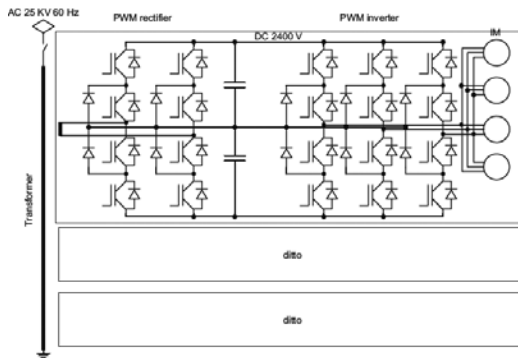 AC 25 KV 60 Hz
PWM rectifier
PWM inverter
DC 2400 V
IM
Transformer
ditto
ditto